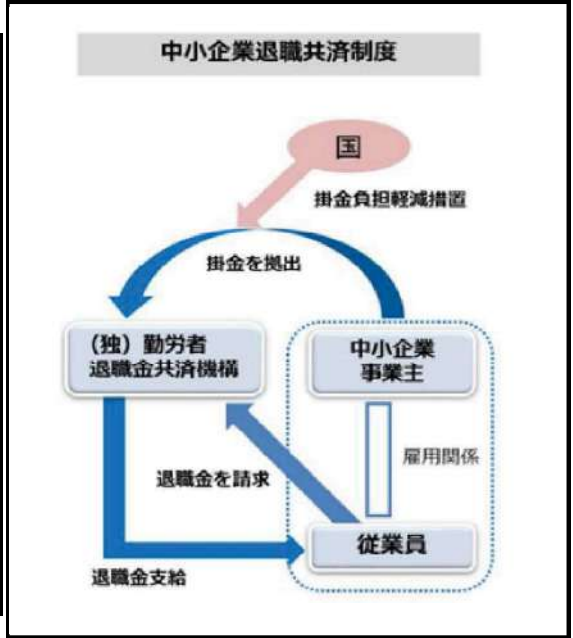 中小企業退職共済制度
国
掛金負担軽減措置
掛金を拠出
（独）勤労者
退職金共済機構
中小企業
事業主
雇用関係
退職金を請求
従業員
退職金支給